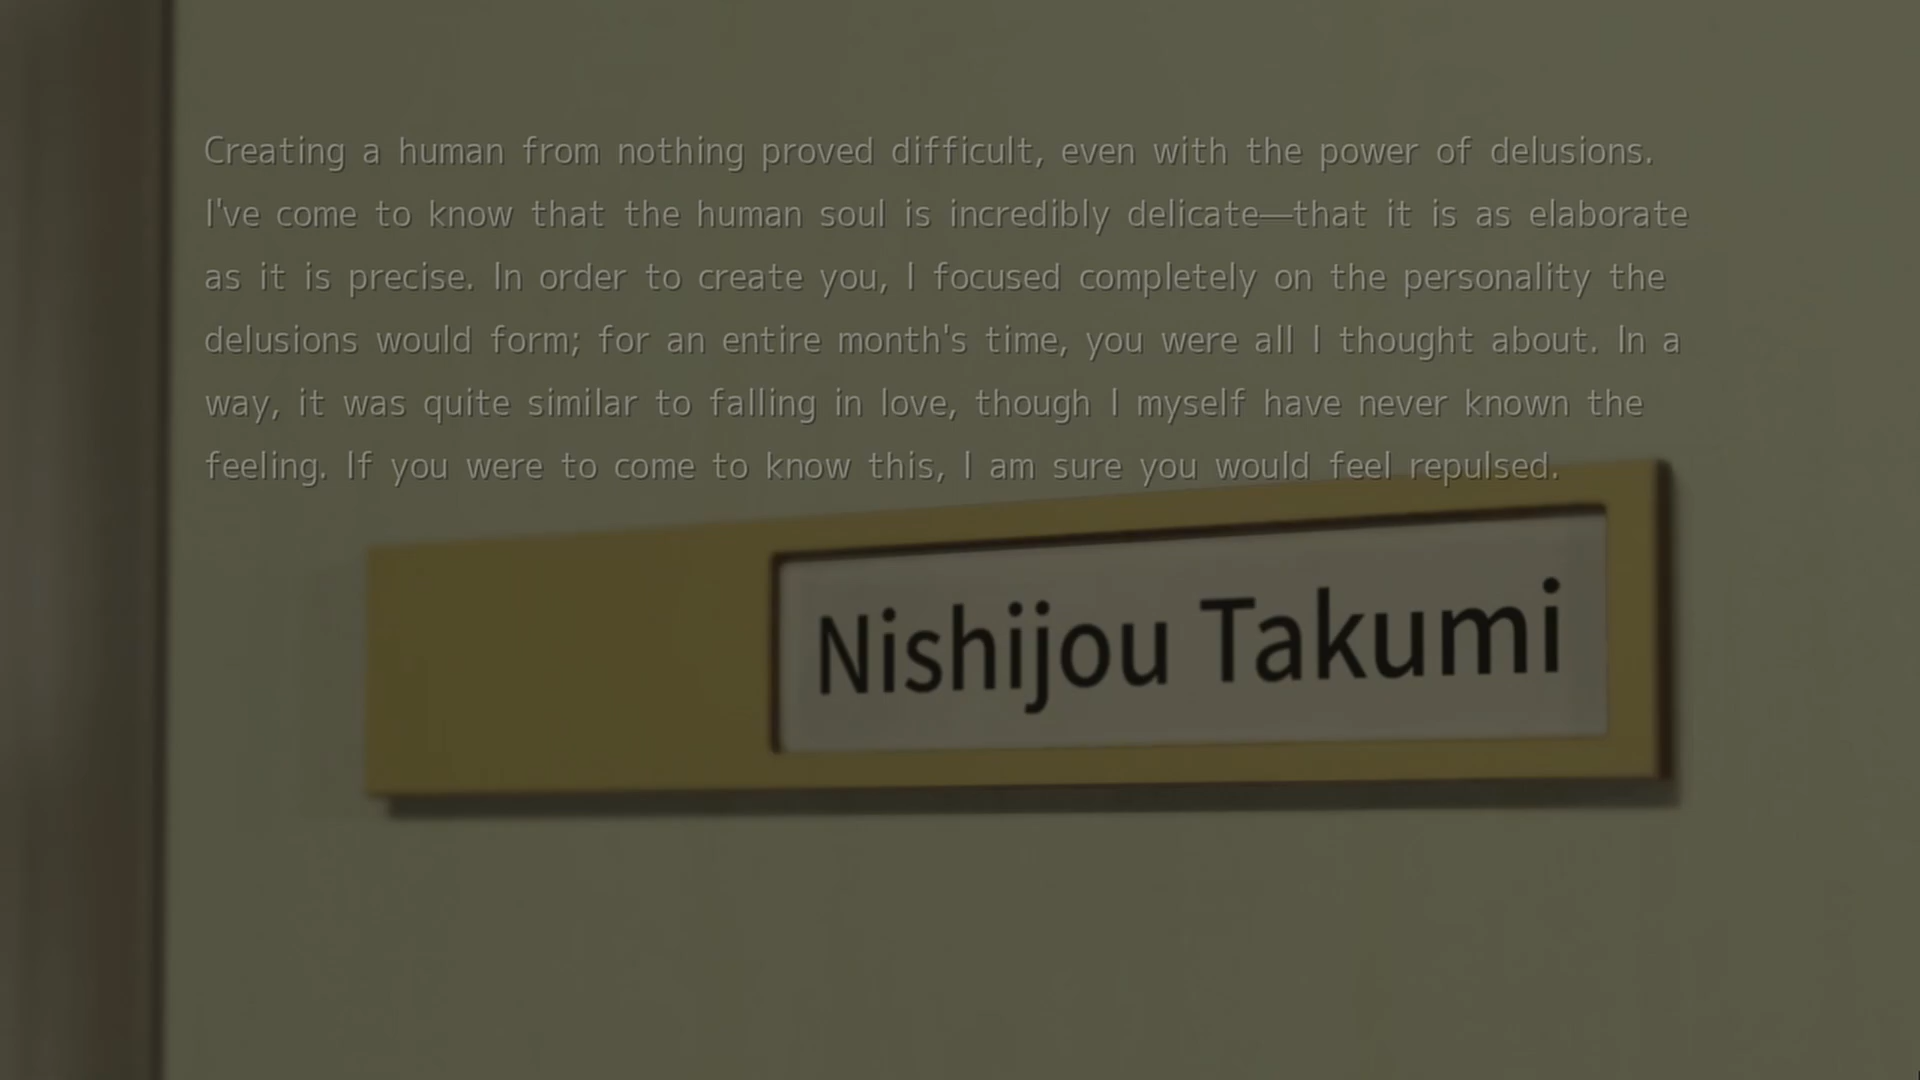 Creating a human from nothing proved difficult, even with the power of delusions.
I've come to know that the human soul is incredibly delicate—that it is as elaborate
as it is precise. In order to create you, I focused completely on the personality the
delusions would form; for an entire month's time, you were all I thought about. In a
way, it was quite similar to falling in love, though I myself have never known the
feeling. If you were to come to know this, I am sure you would feel repulsed.
Nishijou Takumi